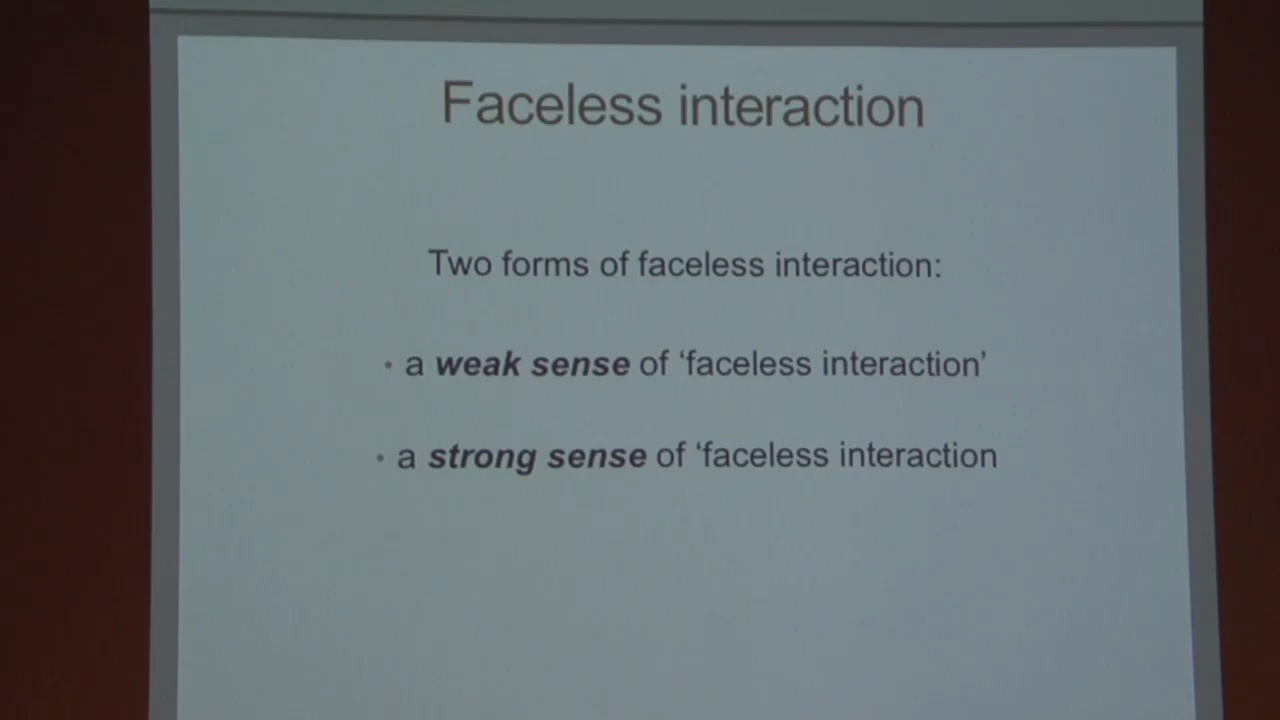 Faceless interaction
Two forms of faceless interaction:
• a weak sense of ‘faceless interaction’
• a strong sense of ‘faceless interaction